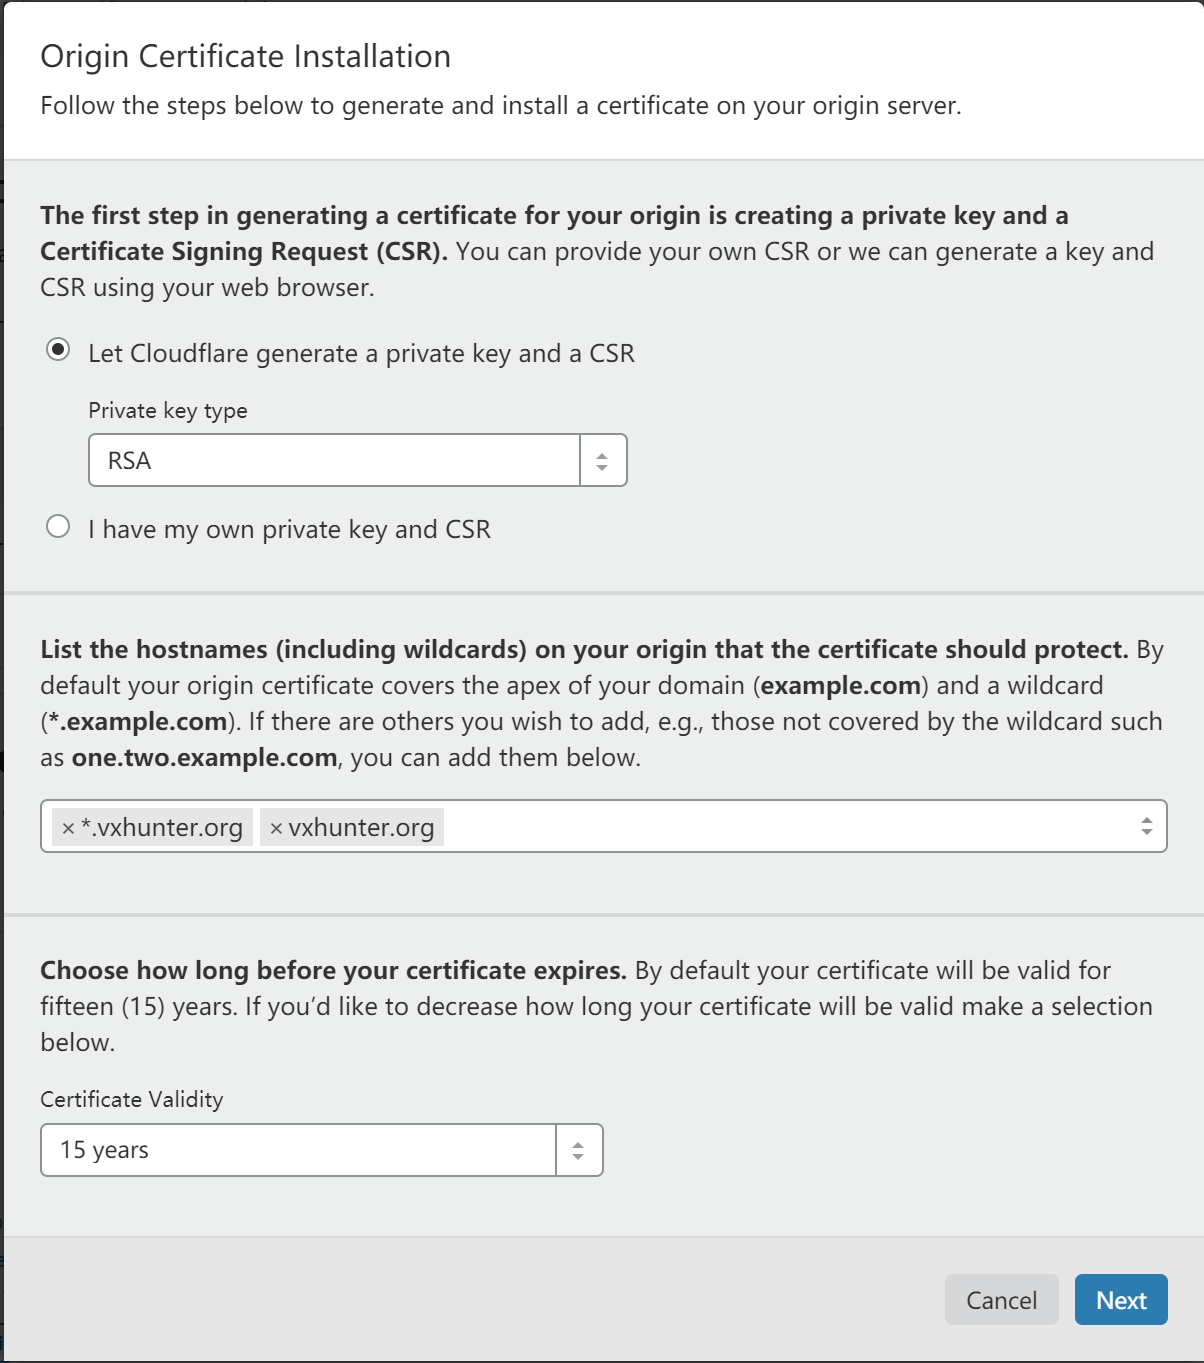 Origin Certificate Installation
Follow the steps below to generate and install a certificate on your origin server.
The first step in generating a certificate for your origin is creating a private key and a
Certificate Signing Request (CSR). You can provide your own CSR or we can generate a key and
CSR using your web browser.
Let Cloudflare generate a private key and a CSR
Private key type
RSA
I have my own private key and CSR
List the hostnames (including wildcards) on your origin that the certificate should protect. By
default your origin certificate covers the apex of your domain (example.com) and a wildcard
(*.example.com). If there are others you wish to add, e.g., those not covered by the wildcard such
as one.two.example.com, you can add them below.
× *.vxhunter.org × vxhunter.org
Choose how long before your certificate expires. By default your certificate will be valid for
fifteen (15) years. If you’d like to decrease how long your certificate will be valid make a selection
below.
Certificate Validity
15 years
Cancel Next